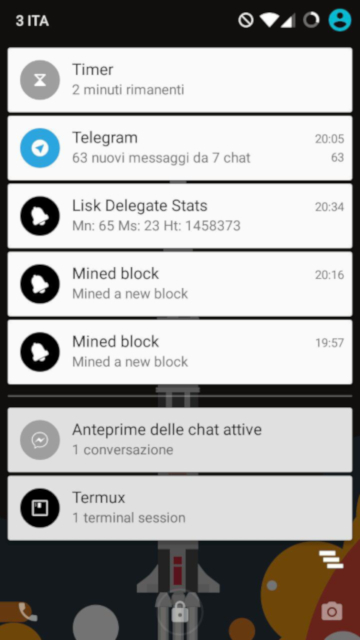 3 ITA
Timer
2 minuti rimanenti
Telegram 20:05
63 nuovi messaggi da 7 chat 63
Lisk Delegate Stats 20:34
Mn: 65 Ms: 23 Ht: 1458373
Mined block 20:16
Mined a new block
Mined block 19:57
Mined a new block
Anteprime delle chat attive
1 conversazione
Termux
1 terminal session